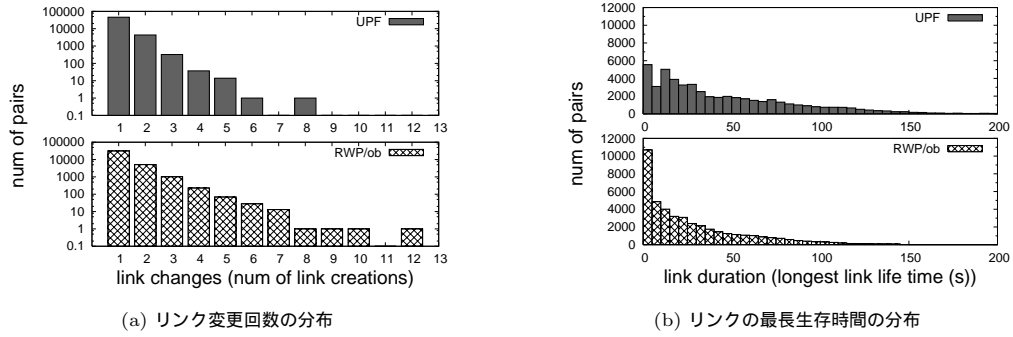 num of pairs
100000
10000
1000
100
10
1
0.1
UPF
1 2 3 4 5 6 7 8 9 10 11 12 13
100000
10000
1000
100
10
1
0.1
RWP/ob
1 2 3 4 5 6 7 8 9 10 11 12 13
link changes (num of link creations)
(a) リンク変更回数の分布
num of pairs
12000
10000
8000
6000
4000
2000
0
UPF
0 50 100 150 200
12000
10000
8000
6000
4000
2000
0
RWP/ob
0 50 100 150 200
link duration (longest link life time (s))
(b) リンクの最長生存時間の分布